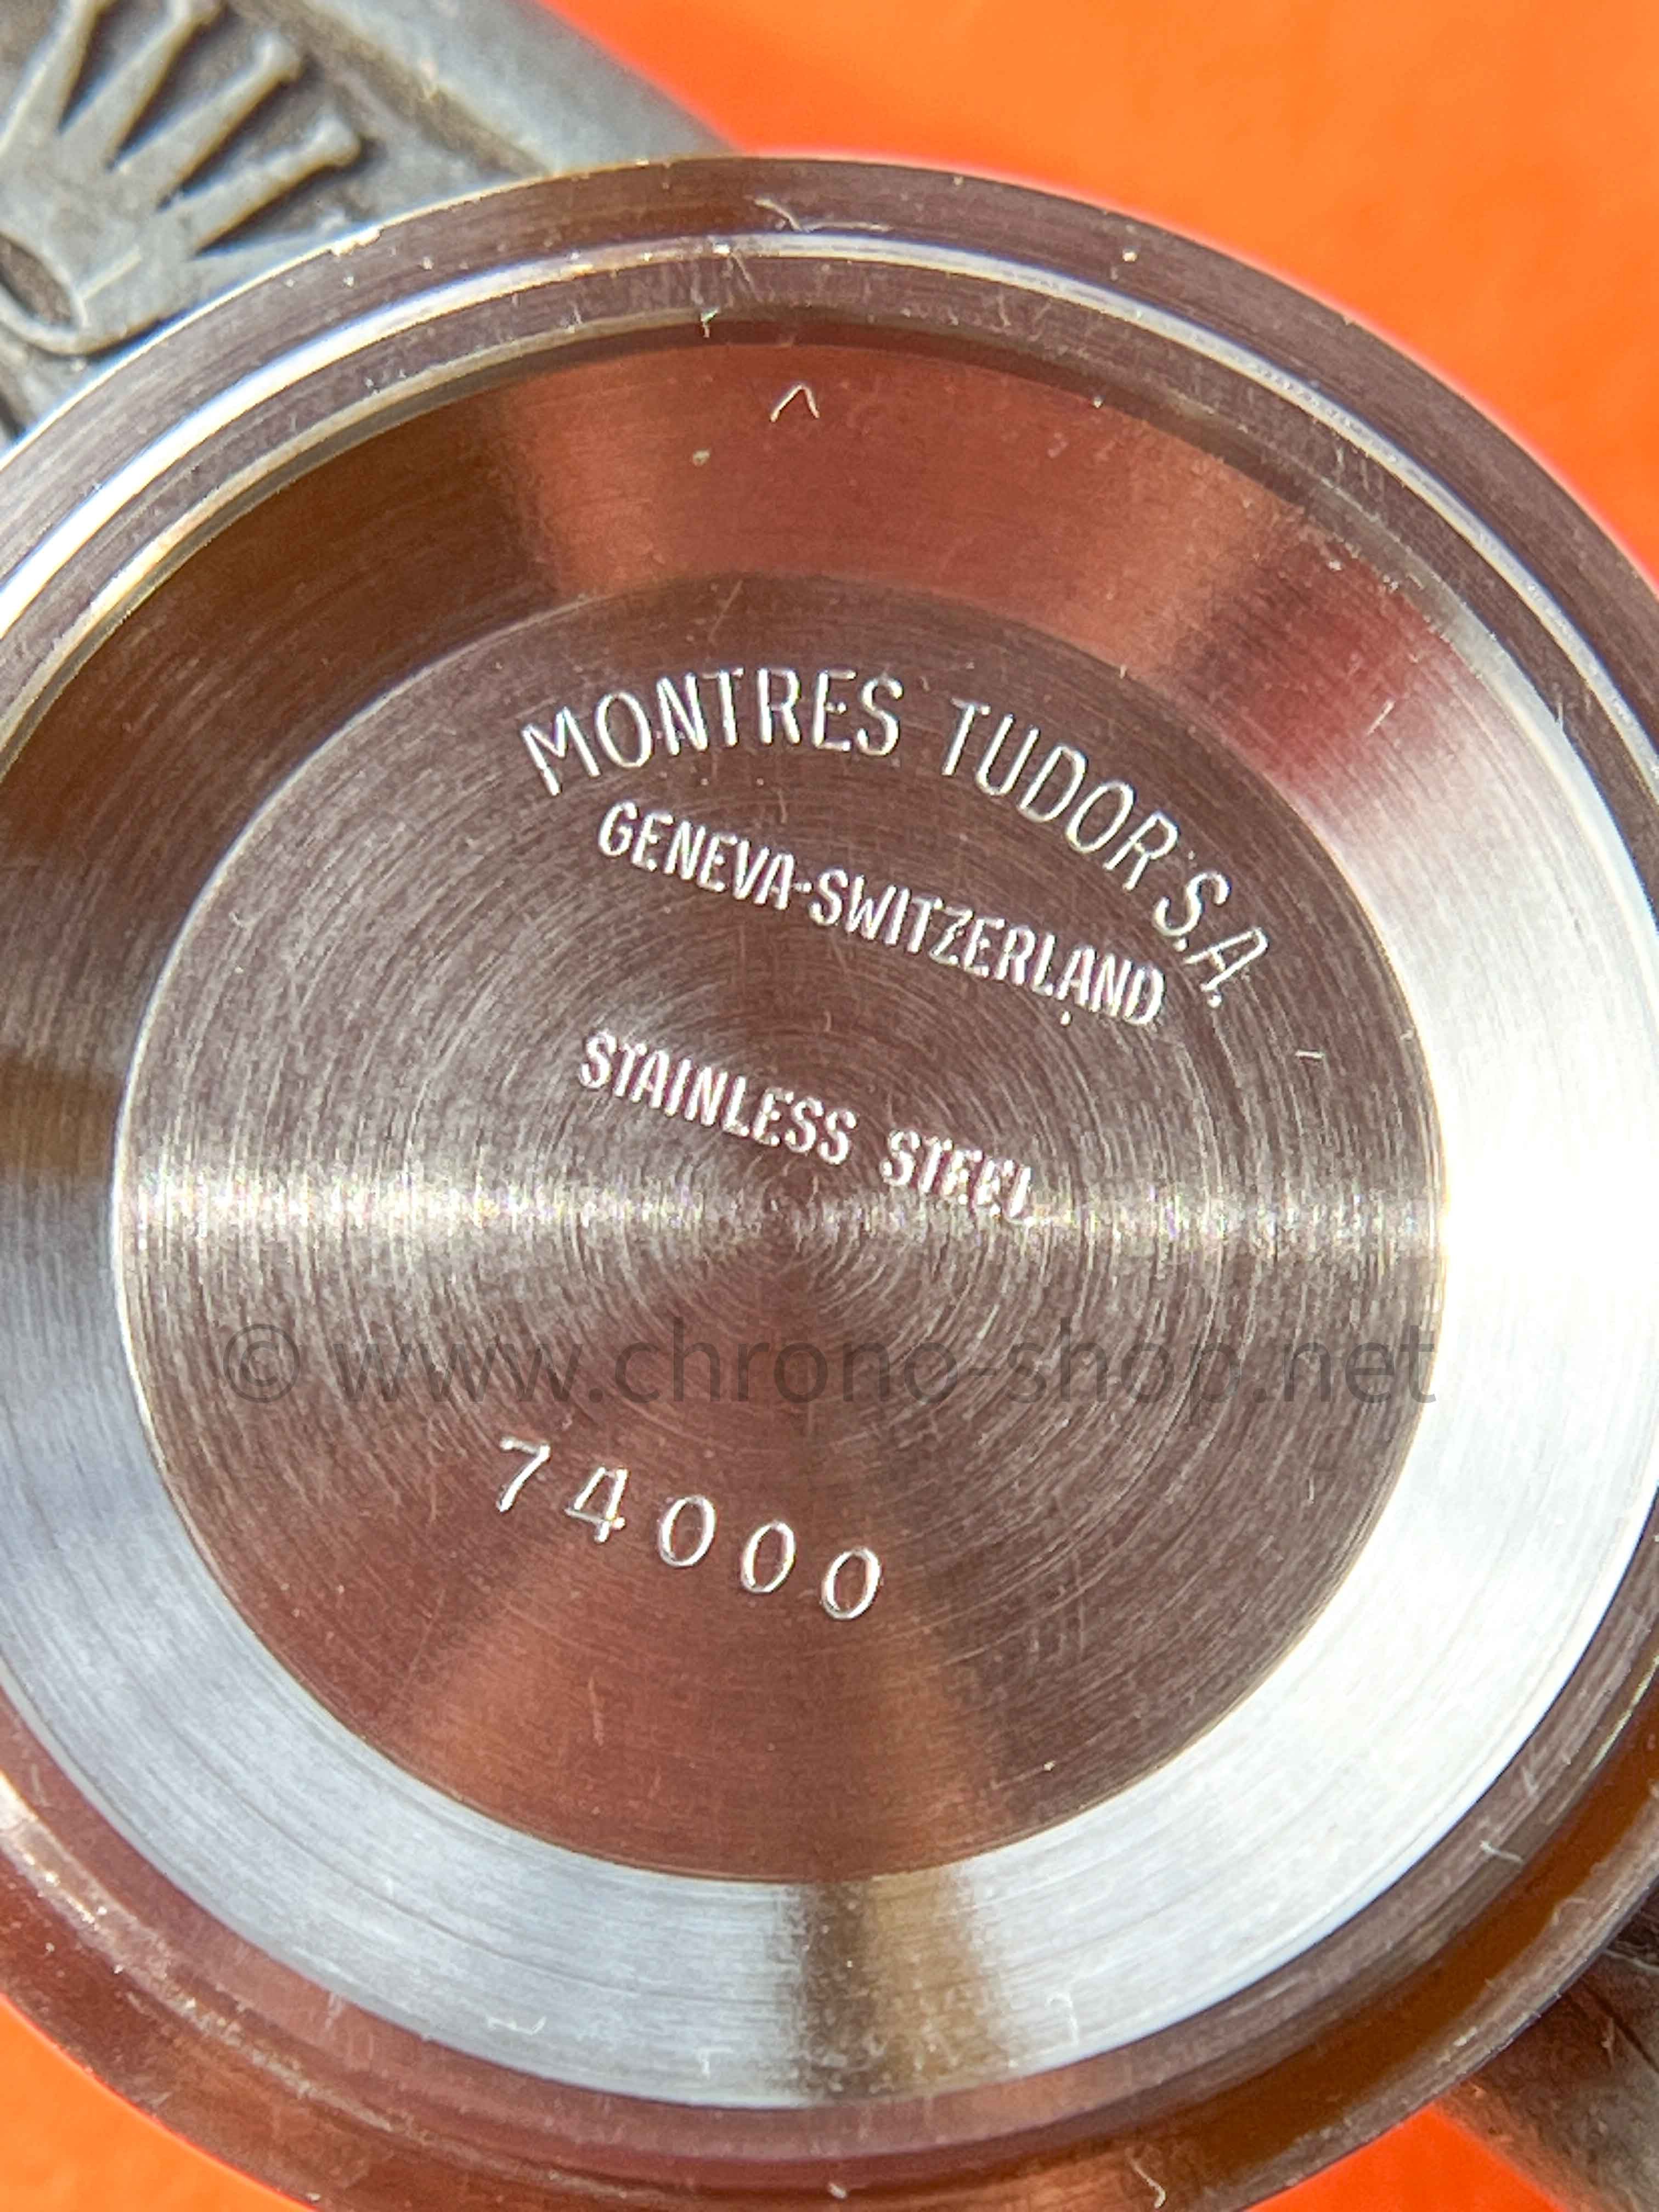 MONTRES TUDOR S.A.
GENEVA-SWITZERLAND
STAINLESS STEEL
© www.chrono-shop.net
74000